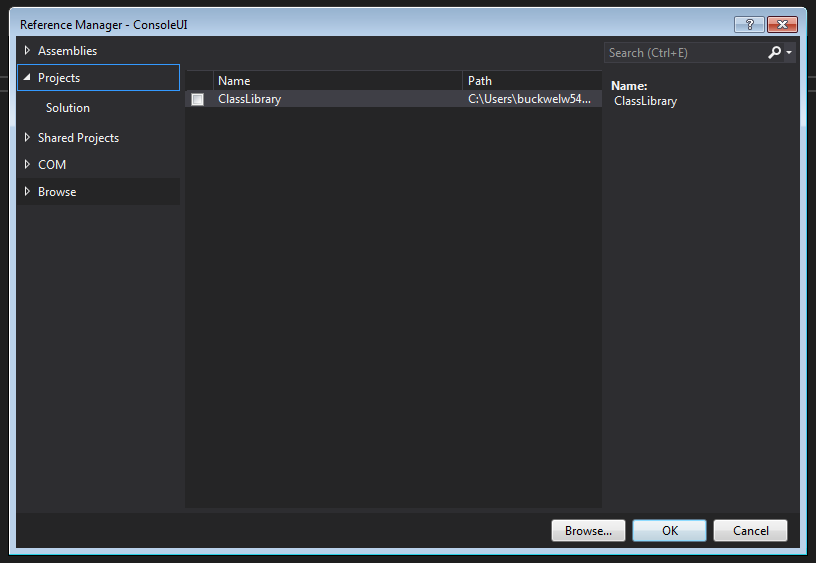 Reference Manager - ConsoleUI
?
Assemblies
Projects
Solution
Shared Projects
COM
Browse
Name Path
ClassLibrary C:\Users\buckwelw54...
Search (Ctrl+E)
Name:
ClassLibrary
Browse... OK Cancel